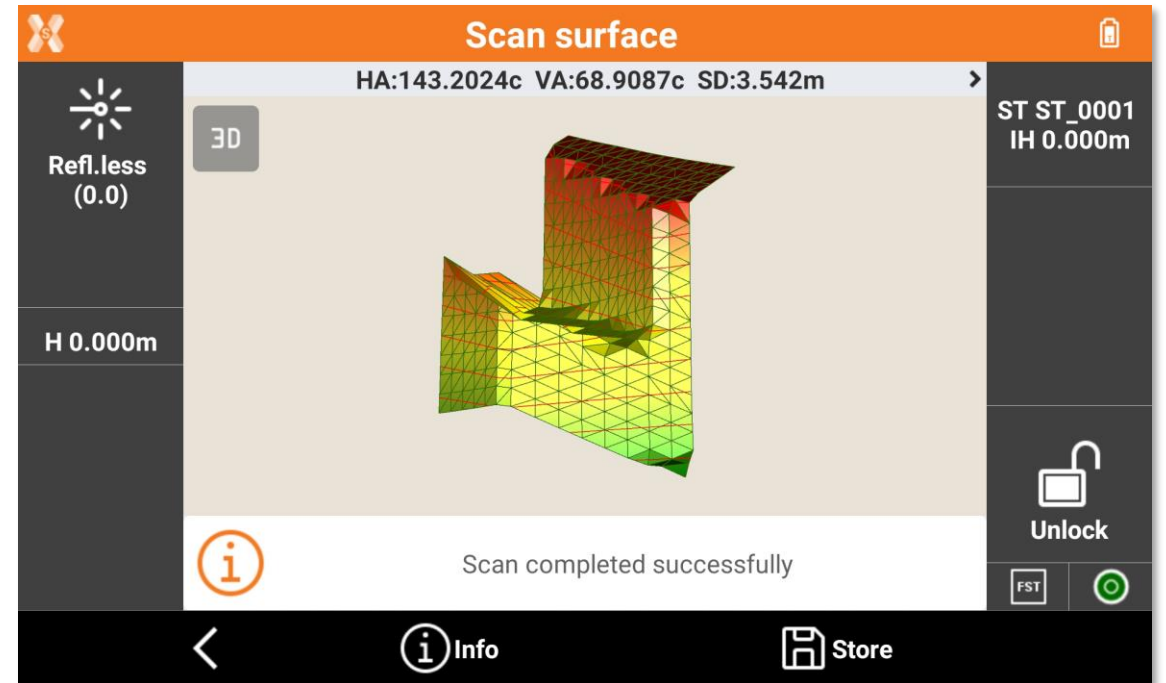 S
Scan surface
Refl.less
(0.0)
H 0.000m
HA:143.2024c VA:68.9087c SD:3.542m
3D
Scan completed successfully
ST ST_0001
IH 0.000m
Unlock
FST
Info
Store